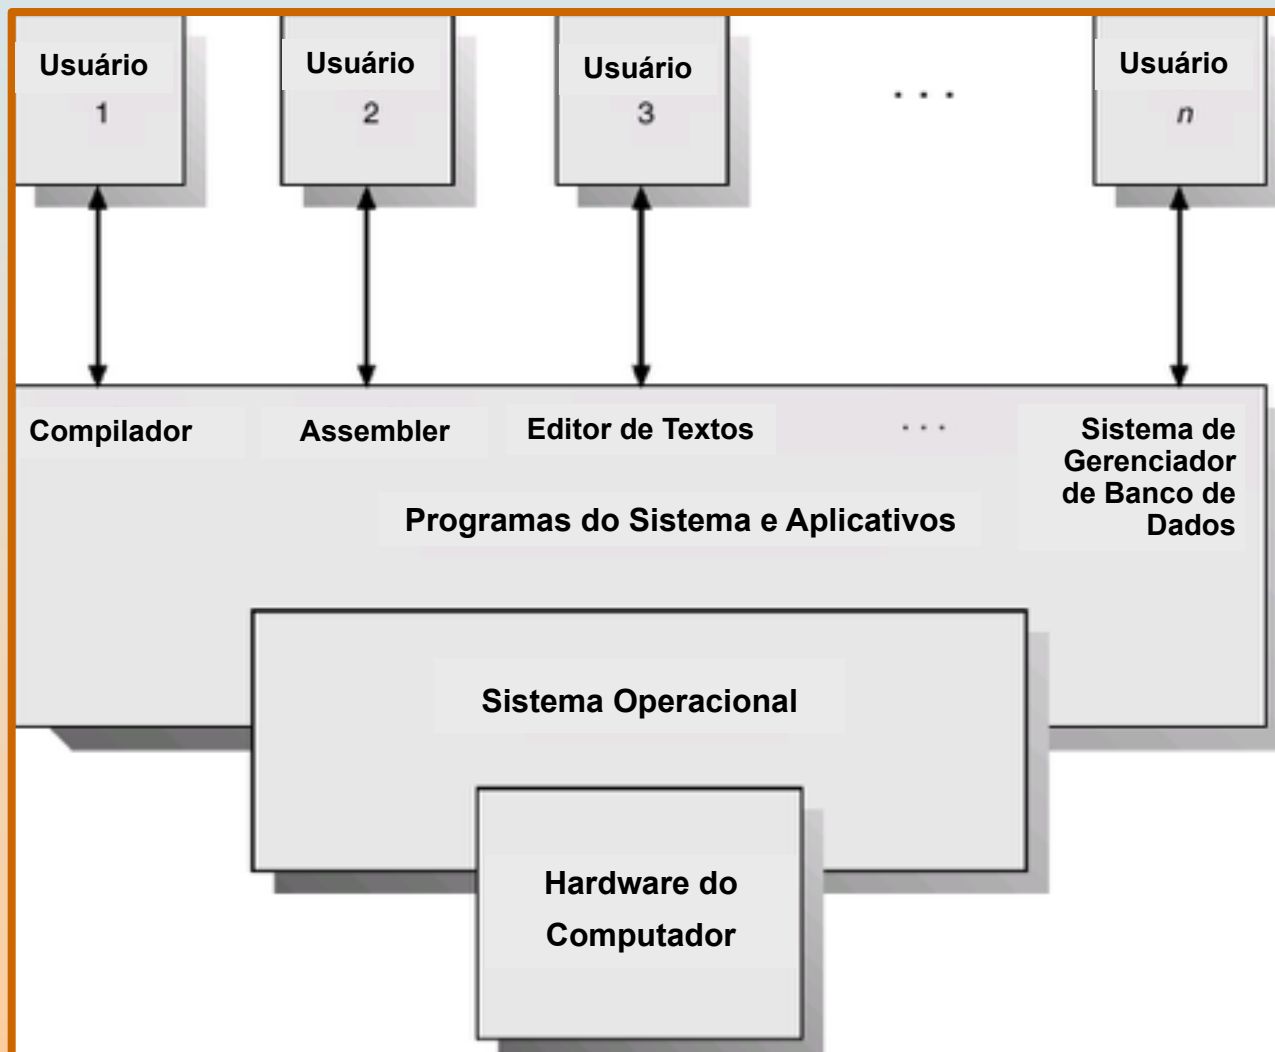 Usuário
1
Usuário
2
Usuário
3
. . .
Usuário
n
Compilador
Assembler
Editor de Textos
. . .
Sistema de
Gerenciador
de Banco de
Dados
Programas do Sistema e Aplicativos
Sistema Operacional
Hardware do
Computador